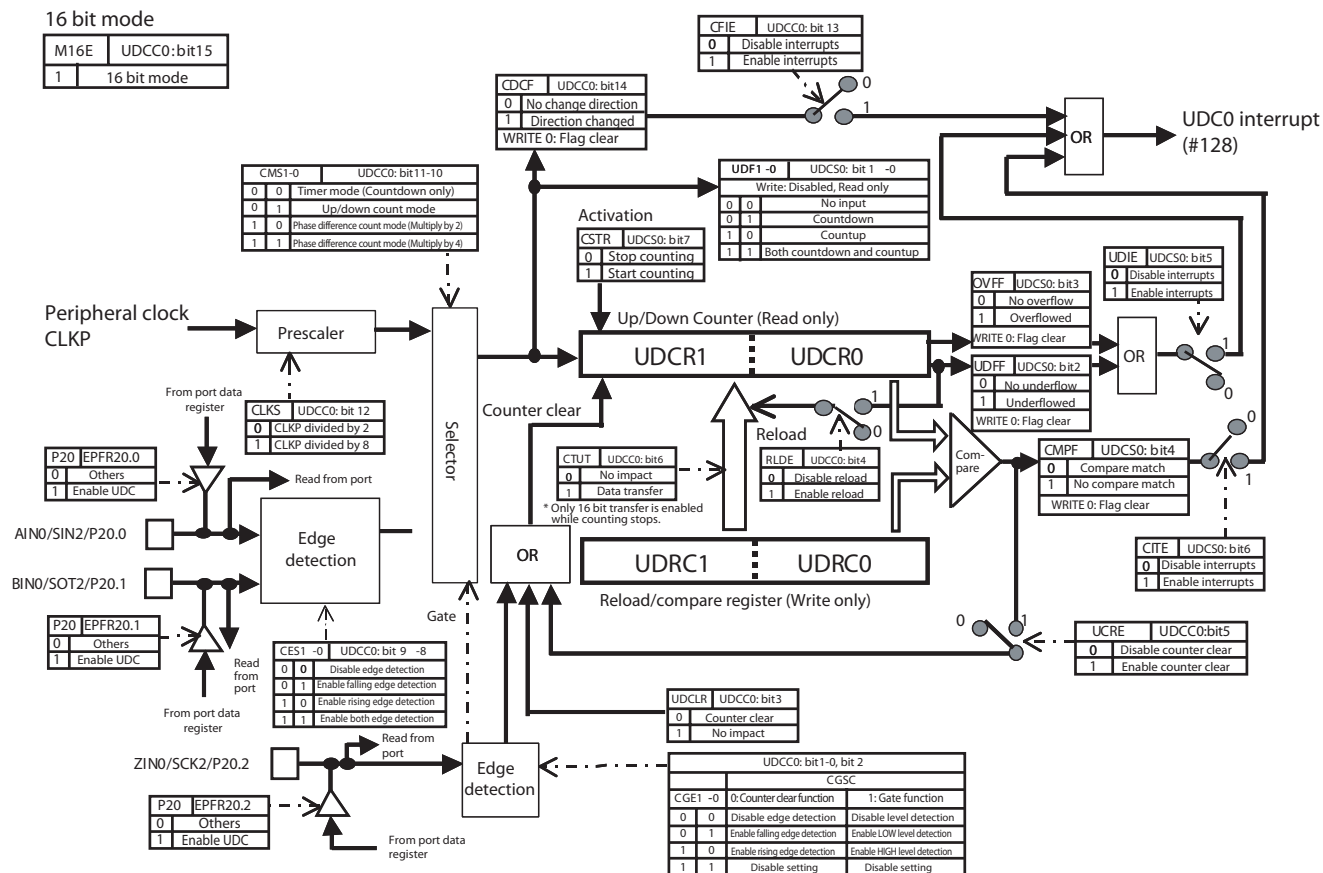 16 bit mode
M16E UDCC0:bit15
1 16 bit mode
CFIE UDCC0: bit 13
0 Disable interrupts
1 Enable interrupts
0
1
CDCF UDCC0: bit14
0 No change direction
1 Direction changed
WRITE 0: Flag clear
OR
UDC0 interrupt
(#128)
CMS1-0 UDCC0: bit11-10
0 0 Timer mode (Countdown only)
0 1 Up/down count mode
1 0 Phase difference count mode (Multiply by 2)
1 1 Phase difference count mode (Multiply by 4)
UDF1 -0 UDCS0: bit 1 -0
Write: Disabled, Read only
0 0 No input
0 1 Countdown
1 0 Countup
1 1 Both countdown and countup
Activation
CSTR UDCS0: bit7
0 Stop counting
1 Start counting
UDIE UDCS0: bit5
0 Disable interrupts
1 Enable interrupts
OVFF UDCS0: bit3
0 No overflow
1 Overflowed
WRITE 0: Flag clear
Peripheral clock
CLKP
Prescaler
Up/Down Counter (Read only)
UDCR1 UDCR0
OR
1
0
UDFF UDCS0: bit2
0 No underflow
1 Underflowed
WRITE 0: Flag clear
From port data
register
CLKS UDCC0: bit 12
0 CLKP divided by 2
1 CLKP divided by 8
Counter clear
Selector
Reload
1
0
P20 EPFR20.0
0 Others
1 Enable UDC
Read from port
CTUT UDCC0: bit6
0 No impact
1 Data transfer
* Only 16 bit transfer is enabled
while counting stops.
RLDE UDCC0: bit4
0 Disable reload
1 Enable reload
Com-
pare
CMPF UDCS0: bit4
0 Compare match
1 No compare match
WRITE 0: Flag clear
0
1
AIN0/SIN2/P20.0
Edge
detection
OR
UDRC1 UDRC0
Reload/compare register (Write only)
CITE UDCS0: bit6
0 Disable interrupts
1 Enable interrupts
BIN0/SOT2/P20.1
Gate
P20 EPFR20.1
0 Others
1 Enable UDC
Read
from
port
From port data
register
CES1 -0 UDCC0: bit 9 -8
0 0 Disable edge detection
0 1 Enable falling edge detection
1 0 Enable rising edge detection
1 1 Enable both edge detection
0
1
UCRE UDCC0:bit5
0 Disable counter clear
1 Enable counter clear
UDCLR UDCC0: bit3
0 Counter clear
1 No impact
ZIN0/SCK2/P20.2
Read from
port
Edge
detection
P20 EPFR20.2
0 Others
1 Enable UDC
From port data
register
UDCC0: bit1-0, bit 2
CGSC
CGE1 -0 0: Counter clear function 1: Gate function
0 0 Disable edge detection Disable level detection
0 1 Enable falling edge detection Enable LOW level detection
1 0 Enable rising edge detection Enable HIGH level detection
1 1 Disable setting Disable setting